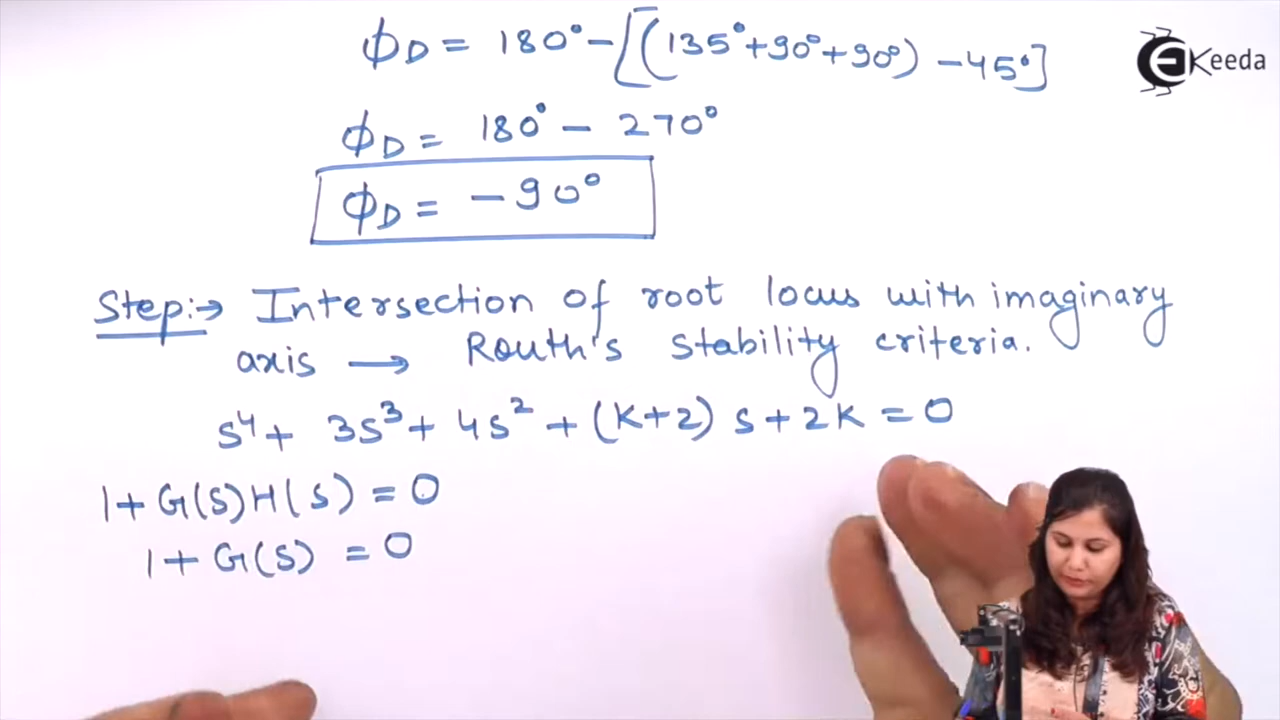 ϕD = 180° - [(135° + 90° + 90°) - 45°]
EKeeda
ϕD = 180° - 270°
ϕD = - 90°
Step:→ Intersection of root locus with imaginary
axis → Routh's stability criteria.
s⁴ + 3s³ + 4s² + (K+2) s + 2K = 0
1 + G(s)H(s) = 0
1 + G(s) = 0